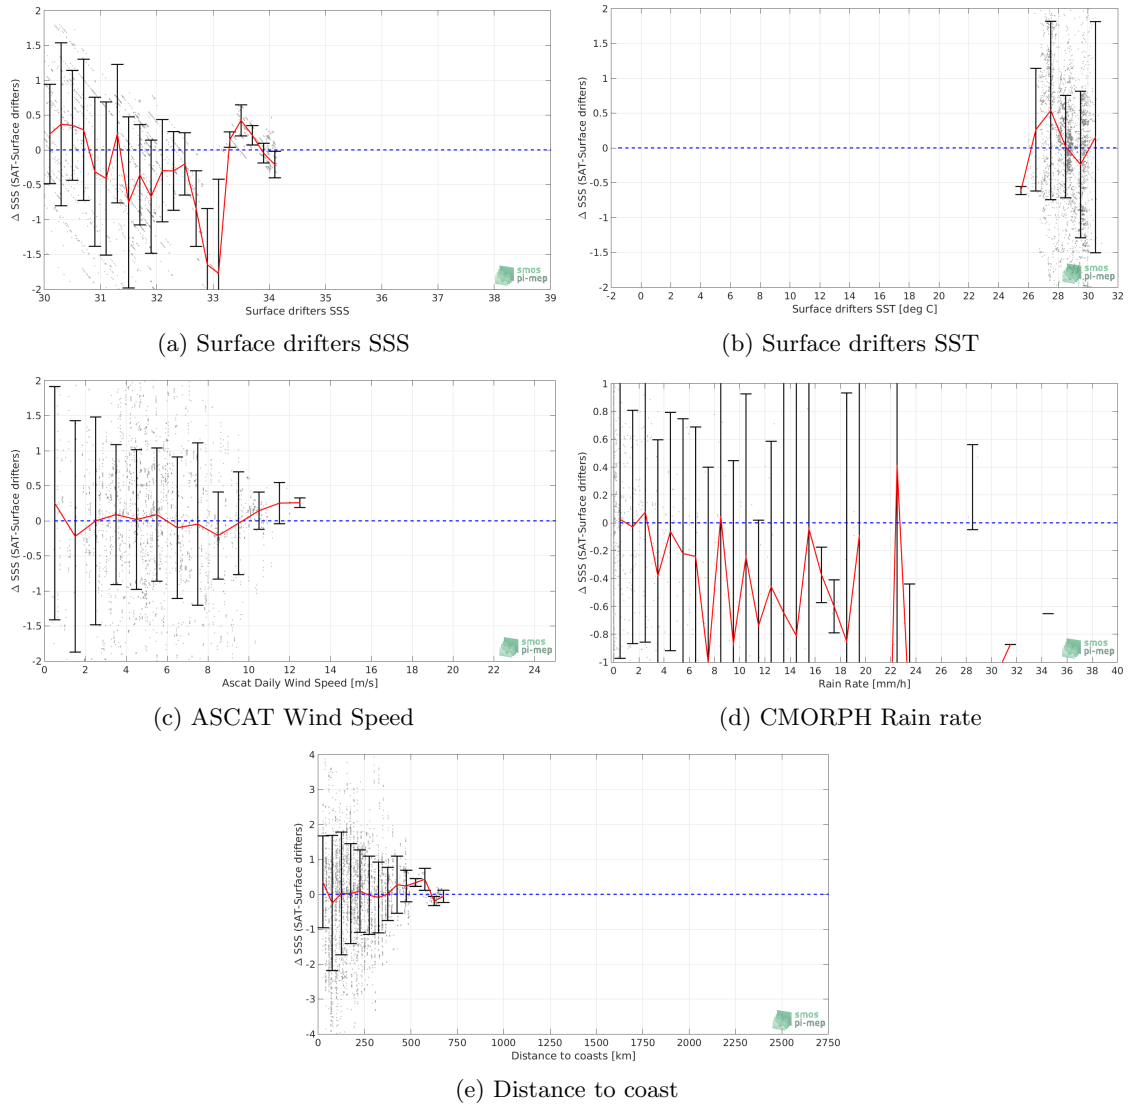 2
1.5
1
0.5
0
-0.5
-1
-1.5
-2
Δ SSS (SAT-Surface drifters)
30 31 32 33 34 35 36 37 38 39
Surface drifters SSS
smos
pi-mep
(a) Surface drifters SSS
2
1.5
1
0.5
0
-0.5
-1
-1.5
-2
Δ SSS (SAT-Surface drifters)
-2 0 2 4 6 8 10 12 14 16 18 20 22 24 26 28 30 32
Surface drifters SST [deg C]
smos
pi-mep
(b) Surface drifters SST
2
1.5
1
0.5
0
-0.5
-1
-1.5
-2
Δ SSS (SAT-Surface drifters)
0 2 4 6 8 10 12 14 16 18 20 22 24
Ascat Daily Wind Speed [m/s]
smos
pi-mep
(c) ASCAT Wind Speed
1
0.8
0.6
0.4
0.2
0
-0.2
-0.4
-0.6
-0.8
-1
Δ SSS (SAT-Surface drifters)
0 2 4 6 8 10 12 14 16 18 20 22 24 26 28 30 32 34 36 38 40
Rain Rate [mm/h]
smos
pi-mep
(d) CMORPH Rain rate
4
3
2
1
0
-1
-2
-3
-4
Δ SSS (SAT-Surface drifters)
0 250 500 750 1000 1250 1500 1750 2000 2250 2500 2750
Distance to coasts [km]
smos
pi-mep
(e) Distance to coast